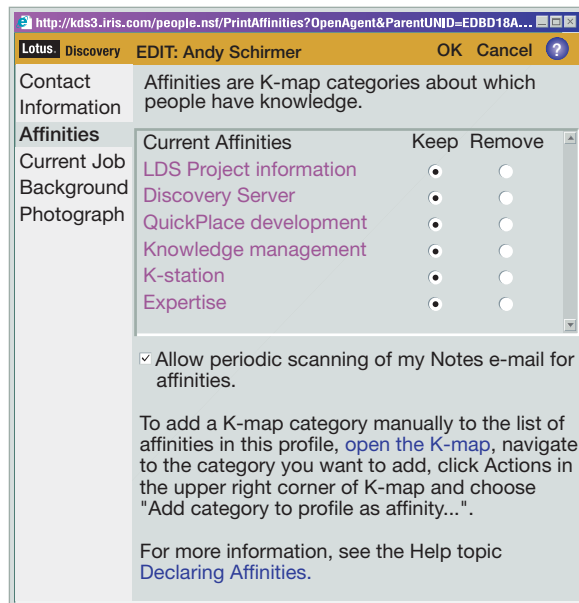 http://kds3.iris.com/people.nsf/PrintAffinities?OpenAgent&ParentUNID=EDBD18A...
Lotus. Discovery EDIT: Andy Schirmer OK Cancel ?
Contact
Information
Affinities
Current Job
Background
Photograph
Affinities are K-map categories about which
people have knowledge.
Current Affinities Keep Remove
LDS Project information
Discovery Server
QuickPlace development
Knowledge management
K-station
Expertise
Allow periodic scanning of my Notes e-mail for
affinities.
To add a K-map category manually to the list of
affinities in this profile, open the K-map, navigate
to the category you want to add, click Actions in
the upper right corner of K-map and choose
"Add category to profile as affinity...".
For more information, see the Help topic
Declaring Affinities.